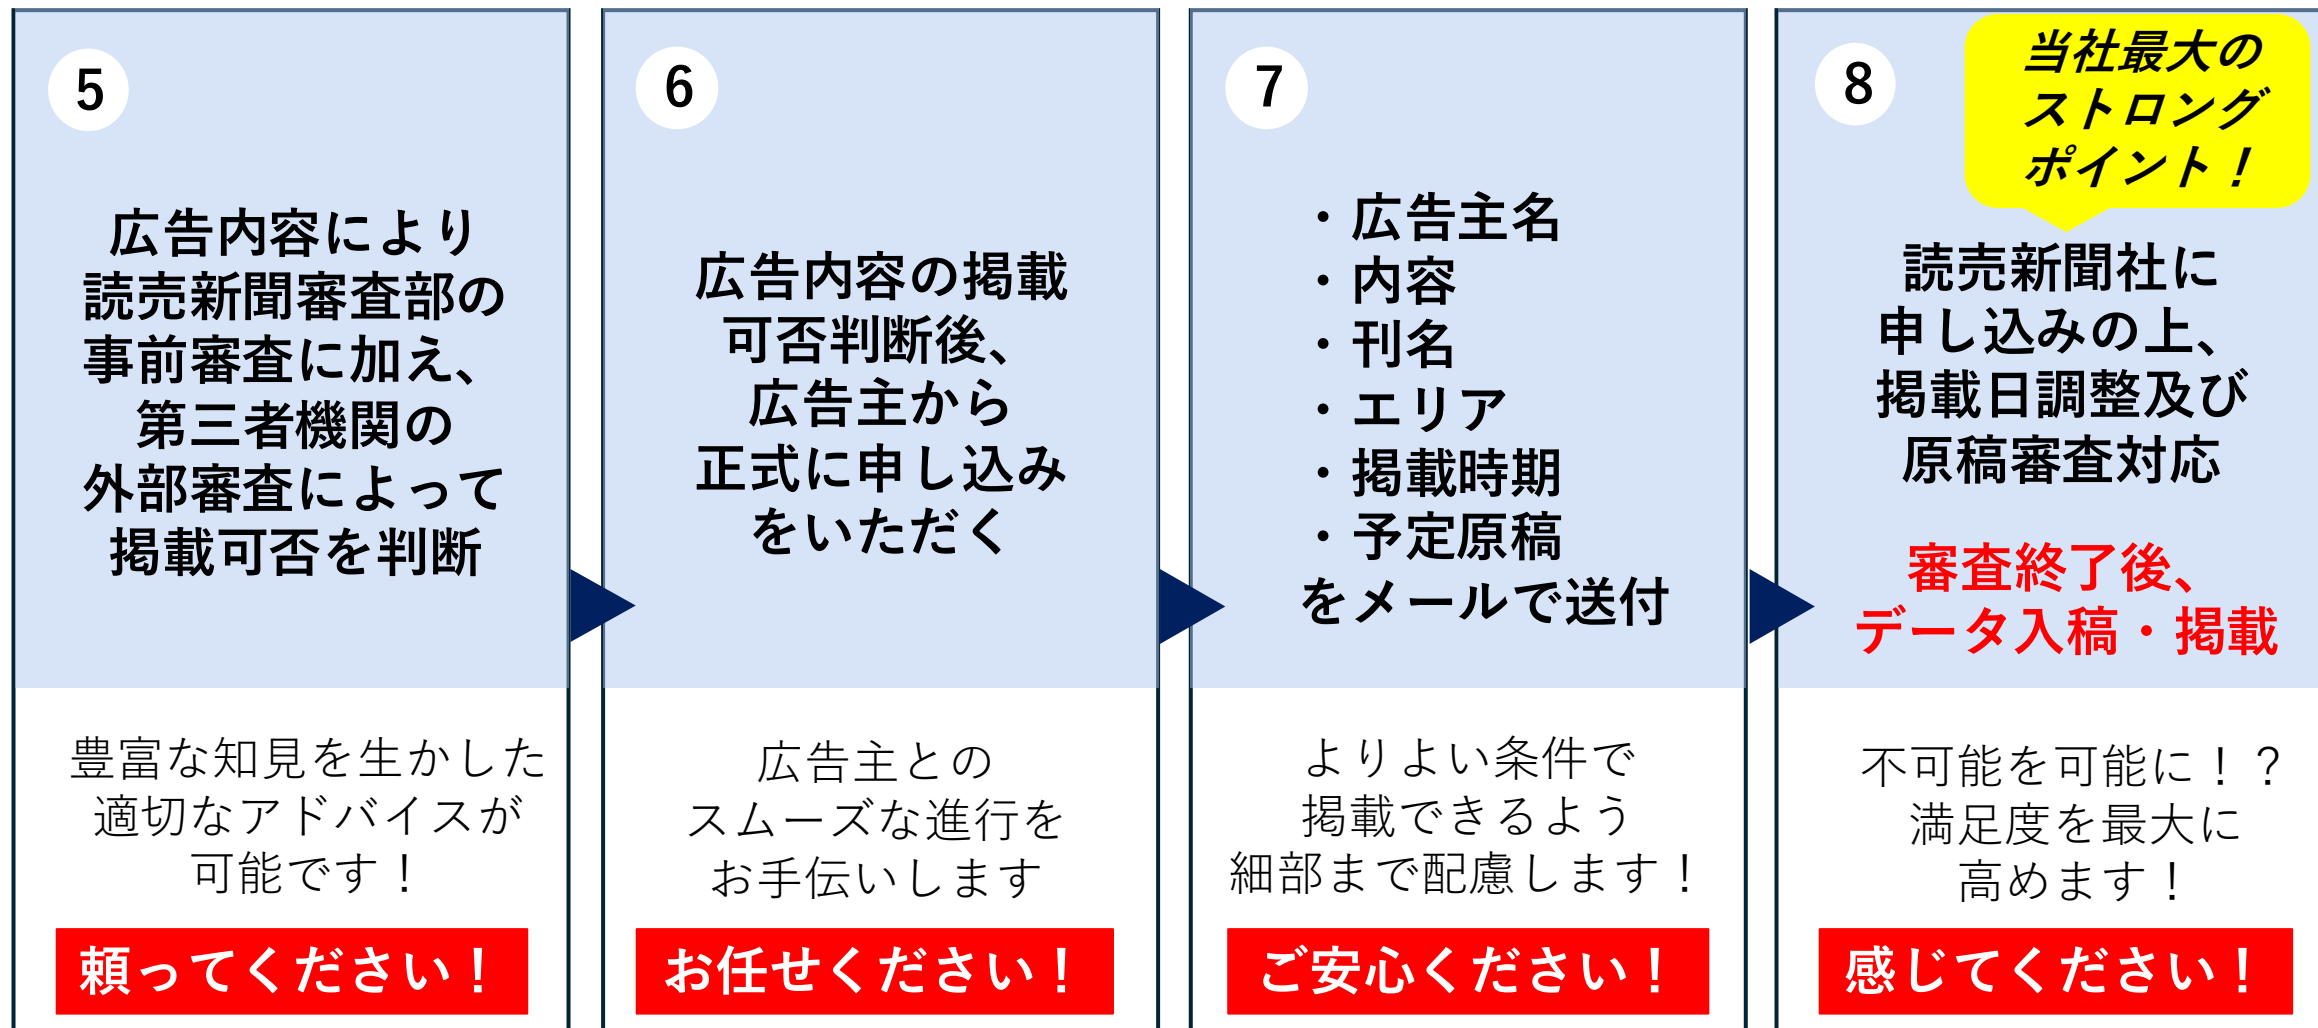 5
広告内容により
読売新聞審査部の
事前審査に加え、
第三者機関の
外部審査によって
掲載可否を判断
豊富な知見を生かした
適切なアドバイスが
可能です！
頼ってください！
6
広告内容の掲載
可否判断後、
広告主から
正式に申し込み
をいただく
広告主との
スムーズな進行を
お手伝いします
お任せください！
7
・広告主名
・内容
・刊名
・エリア
・掲載時期
・予定原稿
をメールで送付
よりよい条件で
掲載できるよう
細部まで配慮します！
ご安心ください！
8
当社最大の
ストロング
ポイント！
読売新聞社に
申し込みの上、
掲載日調整及び
原稿審査対応
審査終了後、
データ入稿・掲載
不可能を可能に！？
満足度を最大に
高めます！
感じてください！